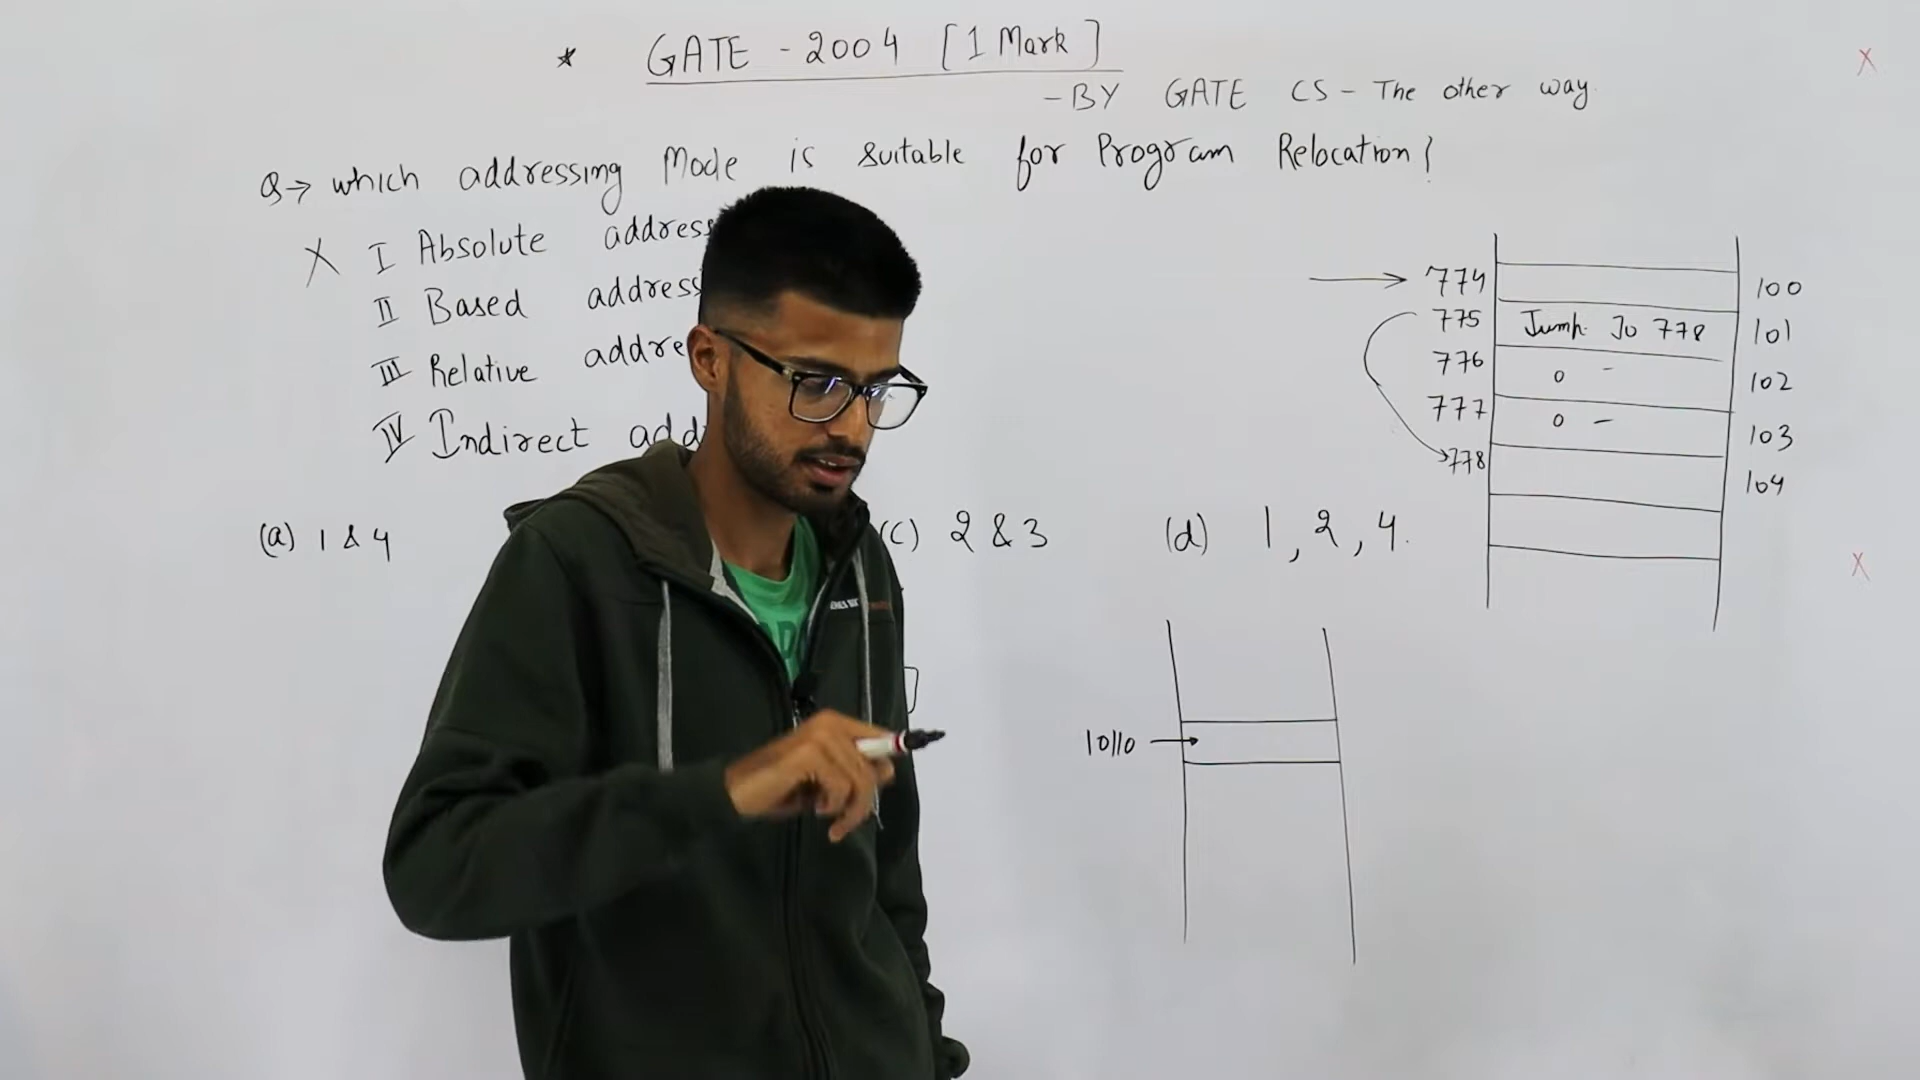 * GATE - 2004 [1 Mark]
- BY GATE CS - The other way.
Q→ which addressing Mode is suitable for Program Relocation?
X I Absolute address
II Based address
III Relative addre
IV Indirect add
(a) 1 & 4
(c) 2 & 3
(d) 1, 2, 4.
774 100
775 Jump To 778 101
776 0 - 102
777 0 - 103
778 104
10110
X
X